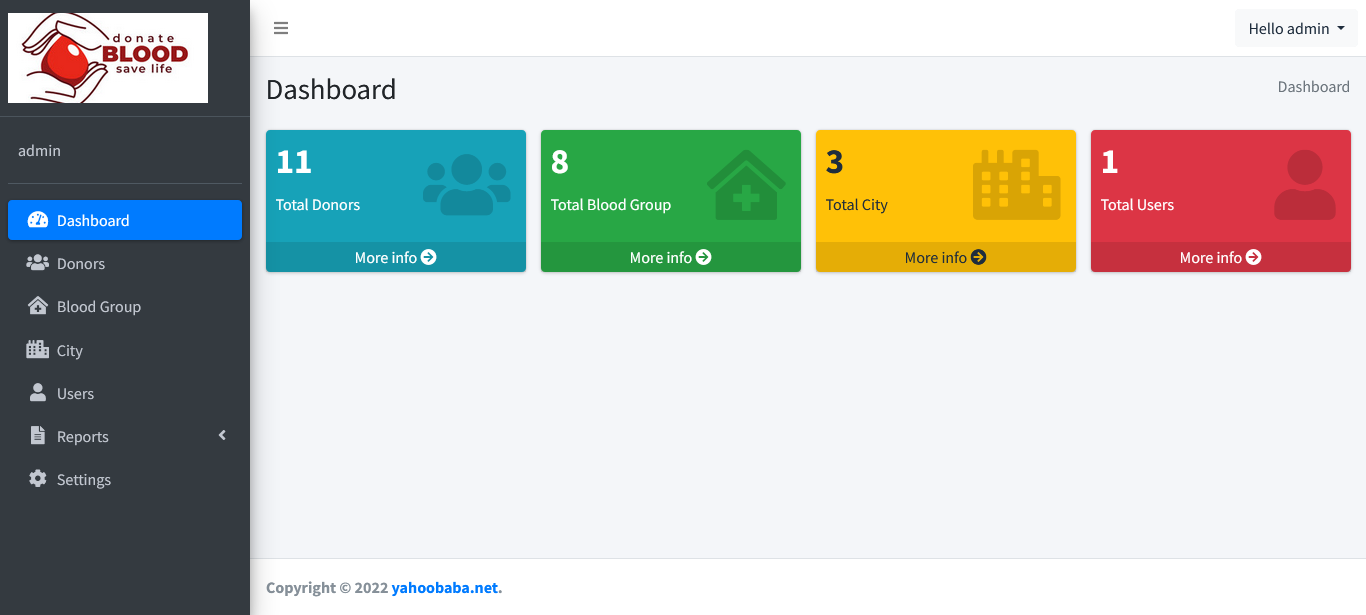 donate
BLOOD
save life
admin
Dashboard
Donors
Blood Group
City
Users
Reports
Settings
Hello admin
Dashboard
Dashboard
11
Total Donors
More info
8
Total Blood Group
More info
3
Total City
More info
1
Total Users
More info
Copyright © 2022 yahoobaba.net.